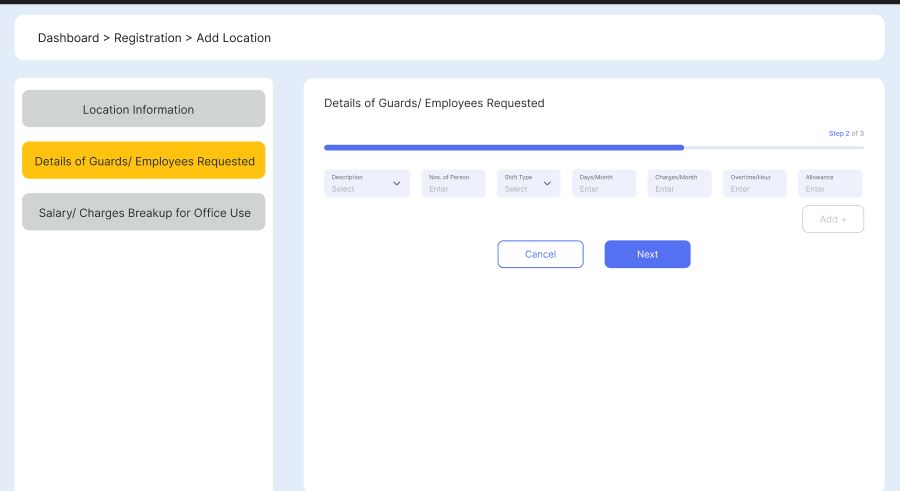 Dashboard > Registration > Add Location
Location Information
Details of Guards/ Employees Requested
Salary/ Charges Breakup for Office Use
Details of Guards/ Employees Requested
Step 2 of 3
Description Nos. of Person Shift Type Days/Month Charges/Month Overtime/Hour Allowance
Select Enter Select Enter Enter Enter Enter
Add +
Cancel Next